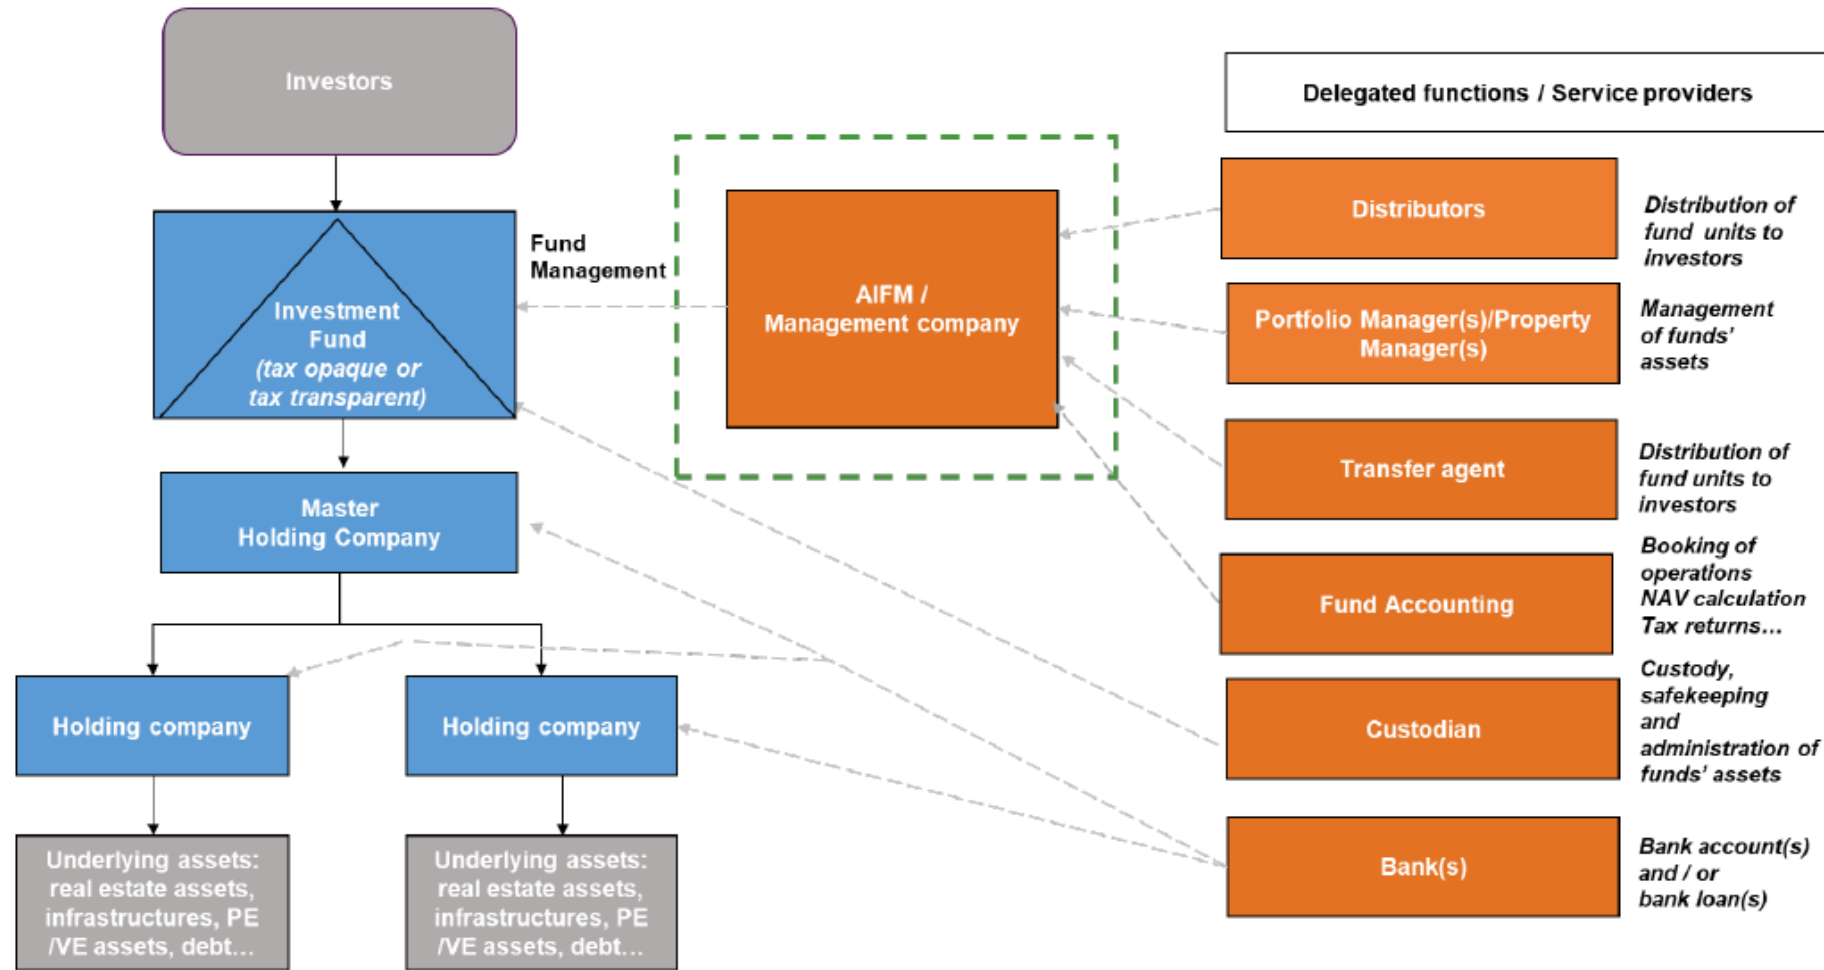 Investors
Delegated functions / Service providers
Distributors
Distribution of
fund units to
investors
Fund
Management
Investment
Fund
(tax opaque or
tax transparent)
AIFM /
Management company
Portfolio Manager(s)/Property
Manager(s)
Management
of funds'
assets
Transfer agent
Distribution of
fund units to
investors
Master
Holding Company
Fund Accounting
Booking of
operations
NAV calculation
Tax returns…
Holding company
Holding company
Custodian
Custody,
safekeeping
and
administration of
funds' assets
Underlying assets:
real estate assets,
infrastructures, PE
/VE assets, debt…
Underlying assets:
real estate assets,
infrastructures, PE
/VE assets, debt…
Bank(s)
Bank account(s)
and / or
bank loan(s)